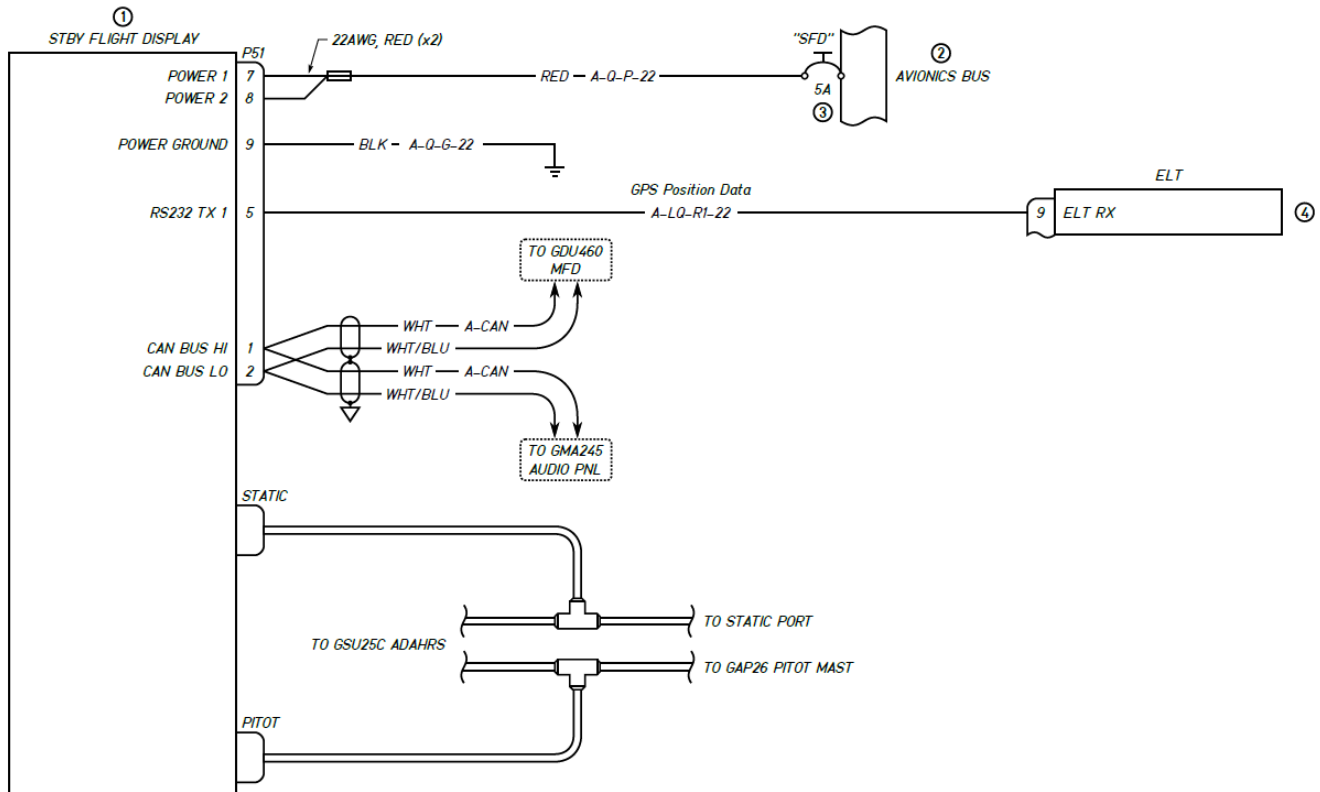 ①
STBY FLIGHT DISPLAY
P51
22AWG, RED (x2)
"SFD"
②
POWER 1 7
RED — A-Q-P-22
AVIONICS BUS
POWER 2 8
5A
③
POWER GROUND 9
BLK — A-Q-G-22
ELT
GPS Position Data
RS232 TX 1 5
A-LQ-R1-22
9 ELT RX
④
TO GDU460
MFD
WHT — A-CAN
CAN BUS HI 1
WHT/BLU
CAN BUS LO 2
WHT — A-CAN
WHT/BLU
TO GMA245
AUDIO PNL
STATIC
TO STATIC PORT
TO GSU25C ADAHRS
TO GAP26 PITOT MAST
PITOT